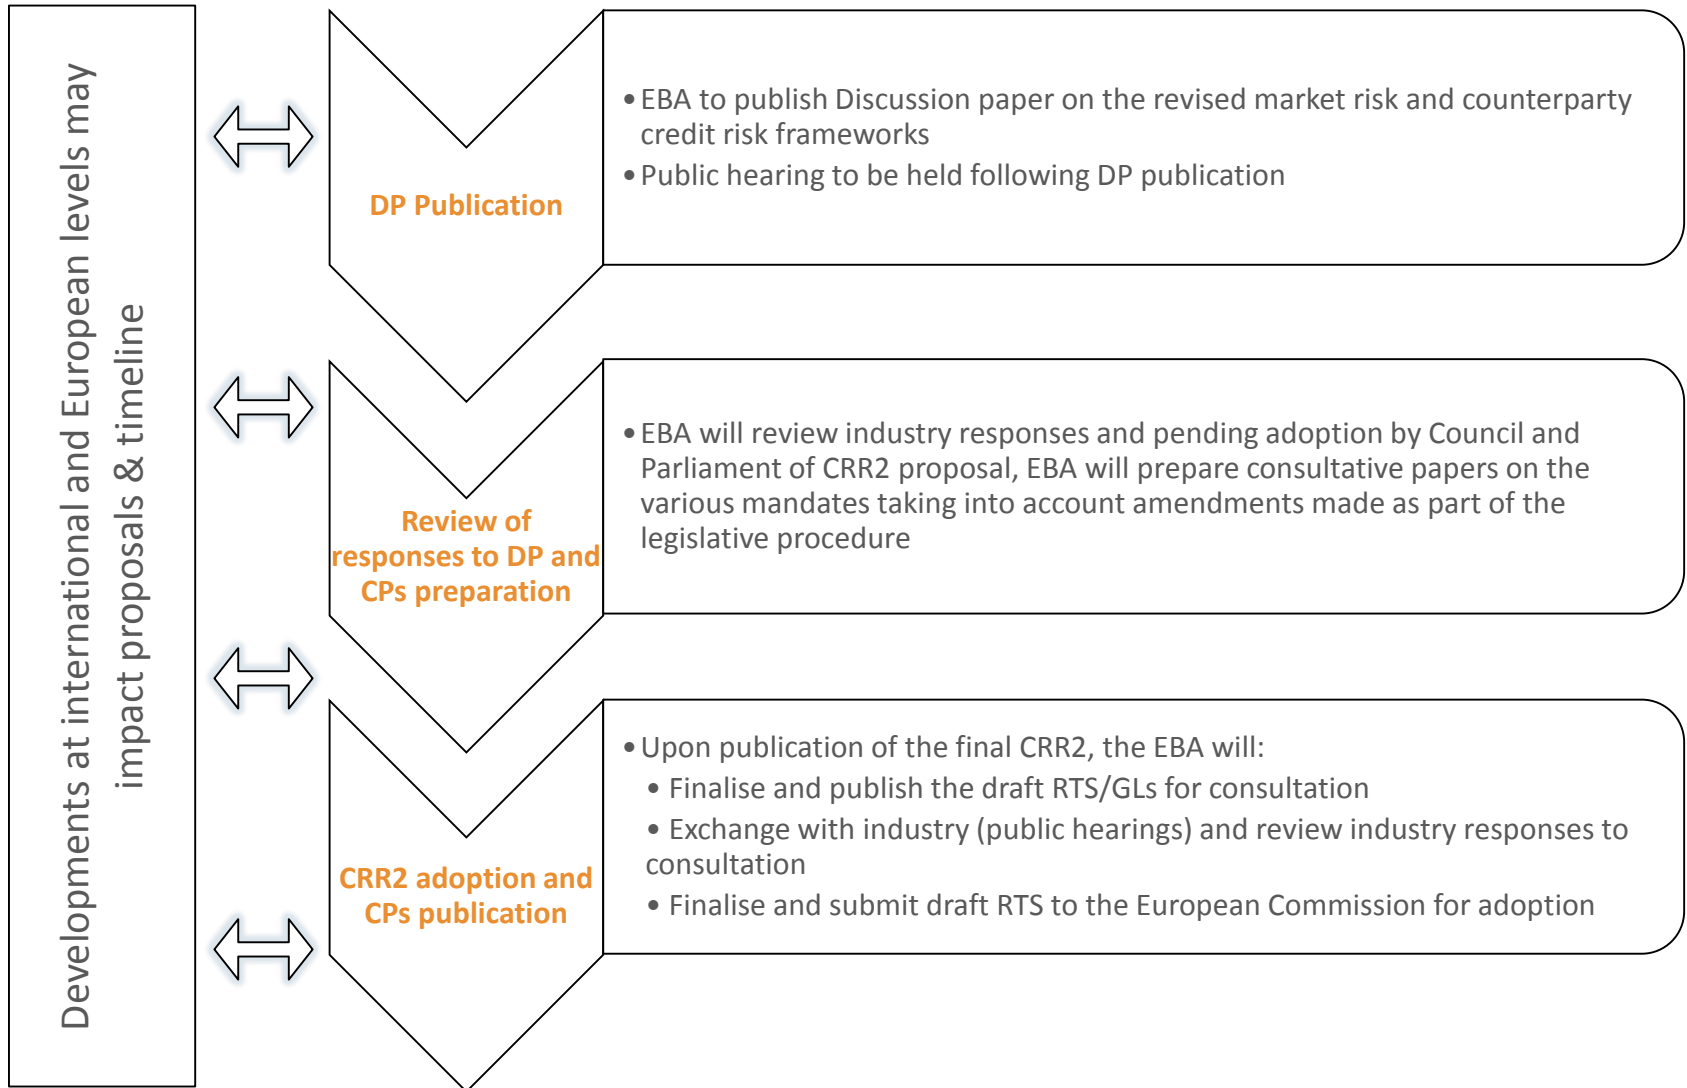 Developments at international and European levels may
impact proposals & timeline
DP Publication
• EBA to publish Discussion paper on the revised market risk and counterparty
credit risk frameworks
• Public hearing to be held following DP publication
Review of
responses to DP and
CPs preparation
• EBA will review industry responses and pending adoption by Council and
Parliament of CRR2 proposal, EBA will prepare consultative papers on the
various mandates taking into account amendments made as part of the
legislative procedure
CRR2 adoption and
CPs publication
• Upon publication of the final CRR2, the EBA will:
• Finalise and publish the draft RTS/GLs for consultation
• Exchange with industry (public hearings) and review industry responses to
consultation
• Finalise and submit draft RTS to the European Commission for adoption